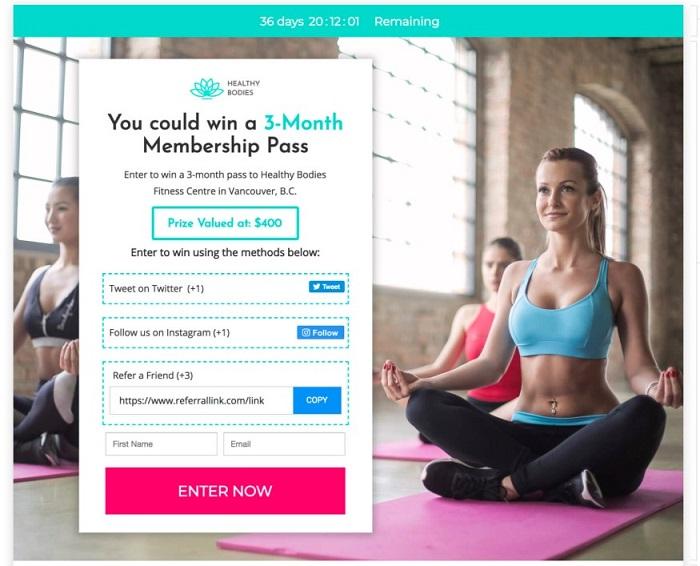 36 days 20:12:01 Remaining
HEALTHY
BODIES
You could win a 3-Month
Membership Pass
Enter to win a 3-month pass to Healthy Bodies
Fitness Centre in Vancouver, B.C.
Prize Valued at: $400
Enter to win using the methods below:
Tweet on Twitter (+1) Tweet
Follow us on Instagram (+1) Follow
Refer a Friend (+3)
https://www.referrallink.com/link COPY
First Name Email
ENTER NOW